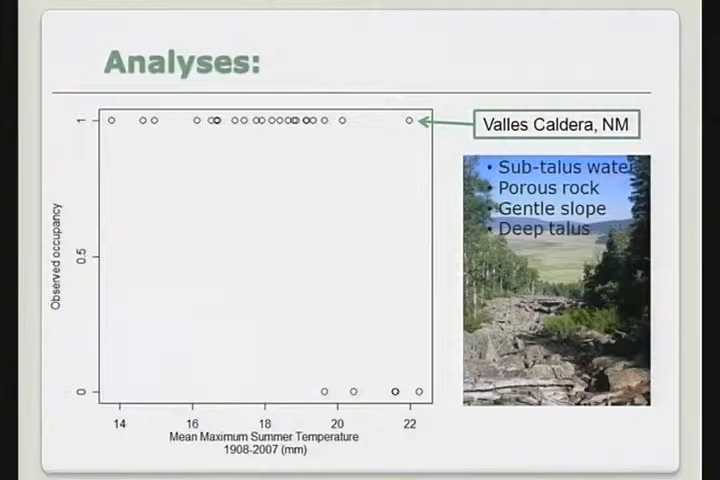 Analyses:
1
0.5
0
Observed occupancy
14 16 18 20 22
Mean Maximum Summer Temperature
1908-2007 (mm)
Valles Caldera, NM
• Sub-talus water
• Porous rock
• Gentle slope
• Deep talus